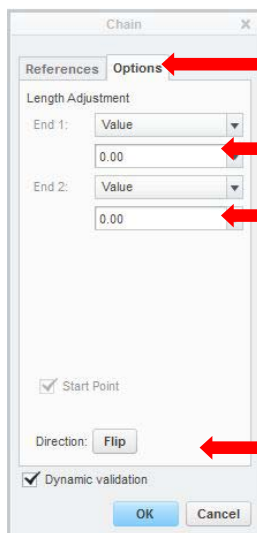 Chain x
References Options
Length Adjustment
End 1: Value
0.00
End 2: Value
0.00
Start Point
Direction: Flip
Dynamic validation
OK Cancel